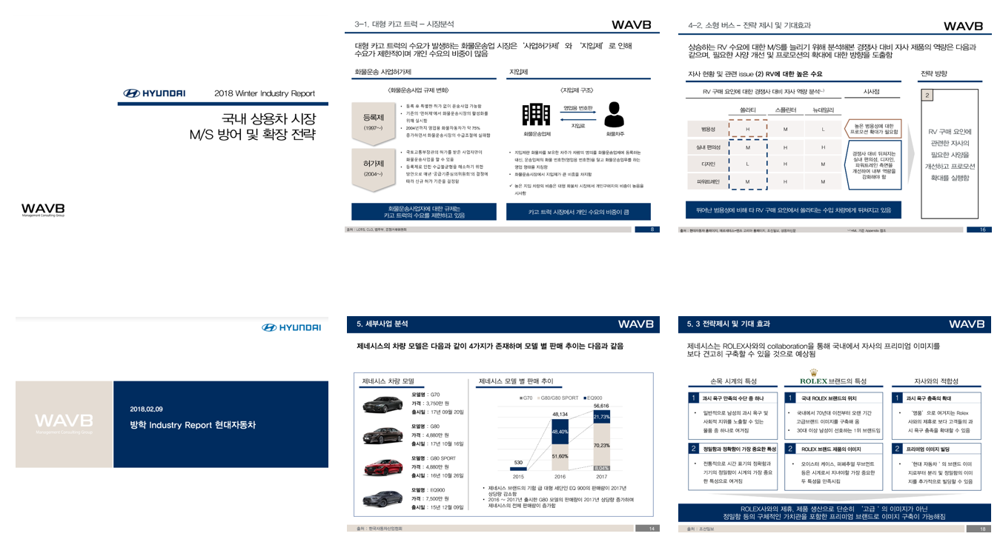 HYUNDAI
2018 Winter Industry Report
국내 상용차 시장
M/S 방어 및 확장 전략
WAVB
Management Consulting Group
3-1. 대형 카고 트럭 - 시장분석
WAVB
대형 카고 트럭의 수요가 발생하는 화물운송업 시장은 ‘사업허가제’ 와 ‘지입제’ 로 인해
수요가 제한적이며 개인 수요의 비중이 많음
화물운송 사업허가제
<화물운송사업 규제 변화>
등록제
(1997~)
• 등록 후 특별한 허가 없이 운송사업 가능함
• 기존의 ‘면허제’에서 화물운송시장의 활성화를
위해 실시함
• 2004년까지 영업용 화물자동차가 약 75%
증가하면서 화물운송시장의 수급조절에 실패함
허가제
(2004~)
• 국토교통부장관의 허가를 받은 사업자만이
화물운송사업을 할 수 있음
• 등록제로 인한 수급불균형을 해소하기 위한
방안으로 매년 ‘공급기준심의위원회’의 결정에
따라 신규 허가 기준을 결정함
화물운송사업자에 대한 규제는
카고 트럭의 수요를 제한하고 있음
지입제
<지입제 구조>
영업용 번호판
지입료
화물운송업체
화물차주
• 지입제란 화물차를 보유한 차주가 차량의 명의를 화물운송업체에 등록하는
대신, 운송업체의 화물 번호판(영업용 번호판)을 달고 화물운송업무를 하는
영업 형태를 지칭함
• 화물운송시장에서 지입제가 큰 비중을 차지함
✓ 높은 지입 차량의 비중은 대형 화물차 시장에서 개인구매자의 비중이 높음을
시사함
카고 트럭 시장에서 개인 수요의 비중이 큼
8
4-2. 소형 버스 - 전략 제시 및 기대효과
WAVB
상승하는 RV 수요에 대한 M/S를 늘리기 위해 분석해본 경쟁사 대비 자사 제품의 역량은 다음과
같으며, 필요한 사양 개선 및 프로모션의 확대에 대한 방향을 도출함
자사 현황 및 관련 issue (2) RV에 대한 높은 수요
전략 방향
RV 구매 요인에 대한 경쟁사 대비 자사 역량 분석
시사점
쏠라티 스프린터 뉴데일리
범용성 H M L
실내 편의성 M H H
디자인 L H M
파워트레인 M H H
높은 범용성에 대한
프로모션 확대가 필요함
경쟁사 대비 뒤쳐지는
실내 편의성, 디자인,
파워트레인 측면을
개선하여 내부 역량을
강화해야 함
2
RV 구매 요인에
관련한 자사의
필요한 사양을
개선하고 프로모션
확대를 실행함
뛰어난 범용성에 비해 타 RV 구매 요인에서 쏠라티는 수입 차량에게 뒤쳐지고 있음
16
HYUNDAI
WAVB
Management Consulting Group
2018.02.09
방학 Industry Report 현대자동차
5. 세부사업 분석
WAVB
제네시스의 차량 모델은 다음과 같이 4가지가 존재하며 모델 별 판매 추이는 다음과 같음
제네시스 차량 모델
모델명 : G70
가격 : 3,750만 원
출시일 : 17년 09월 20일
모델명 : G80
가격 : 4,880만 원
출시일 : 17년 10월 16일
모델명 : G80 SPORT
가격 : 4,880만 원
출시일 : 16년 10월 26일
모델명 : EQ900
가격 : 7,500만 원
출시일 : 15년 12월 09일
제네시스 모델 별 판매 추이
G70 G80/G80 SPORT EQ900
530
48,134
48,40%
51,60%
56,616
21,73%
70,23%
8,04%
2015 2016 2017
• 제네시스 브랜드의 기함 급 대형 세단인 EQ 900의 판매량이 2017년
상당량 감소함
• 2016 ~ 2017년 출시한 G80 모델의 판매량이 2017년 상당량 증가하며
제네시스의 전체 판매량이 증가함
출처 : 한국자동차산업협회
14
5. 3 전략제시 및 기대 효과
WAVB
제네시스는 ROLEX사와의 collaboration을 통해 국내에서 자사의 프리미엄 이미지를
보다 견고히 구축할 수 있을 것으로 예상됨
손목 시계의 특성
1 과시 욕구 만족의 수단 중 하나
• 일반적으로 남성의 과시 욕구 및
사회적 지위를 노출할 수 있는
물품 중 하나로 여겨짐
2 정밀함과 정확함이 가장 중요한 특성
• 전통적으로 시간 표기의 정확함과
기기의 정밀함이 시계의 가장 중요
한 특성으로 여겨짐
ROLEX 브랜드의 특성
1 국내 ROLEX 브랜드의 위치
• 국내에서 70년대 이전부터 오랜 기간
고급브랜드 이미지를 구축해 옴
• 30대 이상 남성이 선호하는 1위 브랜드임
2 ROLEX 브랜드 제품의 이미지
• 오이스터 케이스, 퍼페추얼 무브먼트
등은 시계로서 지녀야할 가장 중요한
두 특성을 만족시킴
자사와의 적합성
1 과시 욕구 충족의 확대
• ‘명품’ 으로 여겨지는 Rolex
사와의 제휴로 보다 고객들의 과
시 욕구 충족을 확대할 수 있음
2 프리미엄 이미지 빌딩
• ‘현대 자동차’ 의 브랜드 이미
지로부터 분리 및 정밀함의 이미
지를 추가적으로 빌딩할 수 있음
ROLEX사와의 제휴, 제품 생산으로 단순히 ‘고급’ 의 이미지가 아닌
정밀함 등의 구체적인 가치관을 포함한 프리미엄 브랜드로 이미지 구축이 가능해짐
출처 : 조선일보
18